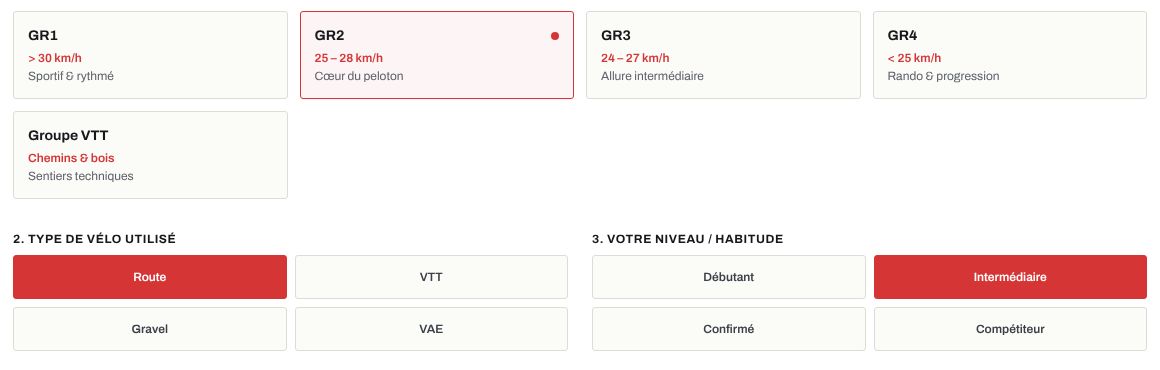 GR1
> 30 km/h
Sportif & rythmé
GR2
25 – 28 km/h
Cœur du peloton
GR3
24 – 27 km/h
Allure intermédiaire
GR4
< 25 km/h
Rando & progression
Groupe VTT
Chemins & bois
Sentiers techniques
2. TYPE DE VÉLO UTILISÉ
Route
VTT
Gravel
VAE
3. VOTRE NIVEAU / HABITUDE
Débutant
Intermédiaire
Confirmé
Compétiteur